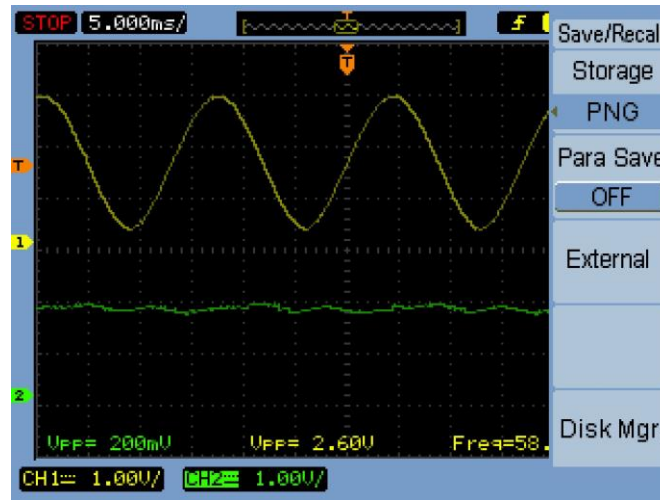 STOP 5.000ms/
T
Save/Recal
Storage
PNG
Para Save
OFF
External
Disk Mgr
T
1
2
Vpp= 200mV Vpp= 2.60V Freq=58.
CH1 1.00V/ CH2 1.00V/